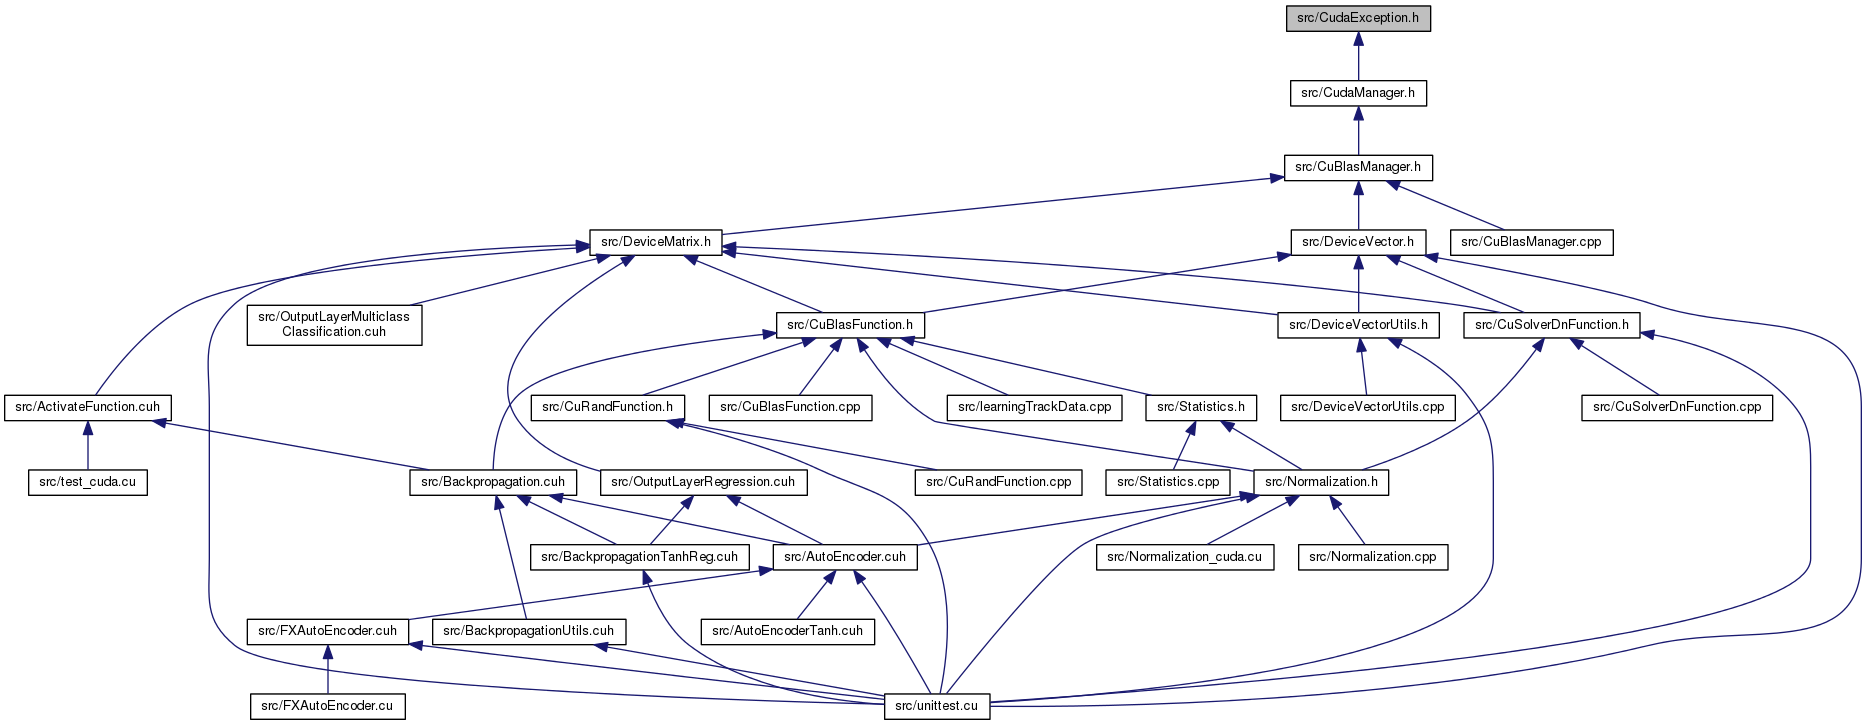 src/CudaException.h
src/CudaManager.h
src/CuBlasManager.h
src/DeviceMatrix.h
src/DeviceVector.h
src/CuBlasManager.cpp
src/OutputLayerMulticlass
Classification.cuh
src/CuBlasFunction.h
src/DeviceVectorUtils.h
src/CuSolverDnFunction.h
src/ActivateFunction.cuh
src/CuRandFunction.h
src/CuBlasFunction.cpp
src/learningTrackData.cpp
src/Statistics.h
src/DeviceVectorUtils.cpp
src/CuSolverDnFunction.cpp
src/test_cuda.cu
src/Backpropagation.cuh
src/OutputLayerRegression.cuh
src/CuRandFunction.cpp
src/Statistics.cpp
src/Normalization.h
src/BackpropagationTanhReg.cuh
src/AutoEncoder.cuh
src/Normalization_cuda.cu
src/Normalization.cpp
src/FXAutoEncoder.cuh
src/BackpropagationUtils.cuh
src/AutoEncoderTanh.cuh
src/FXAutoEncoder.cu
src/unittest.cu